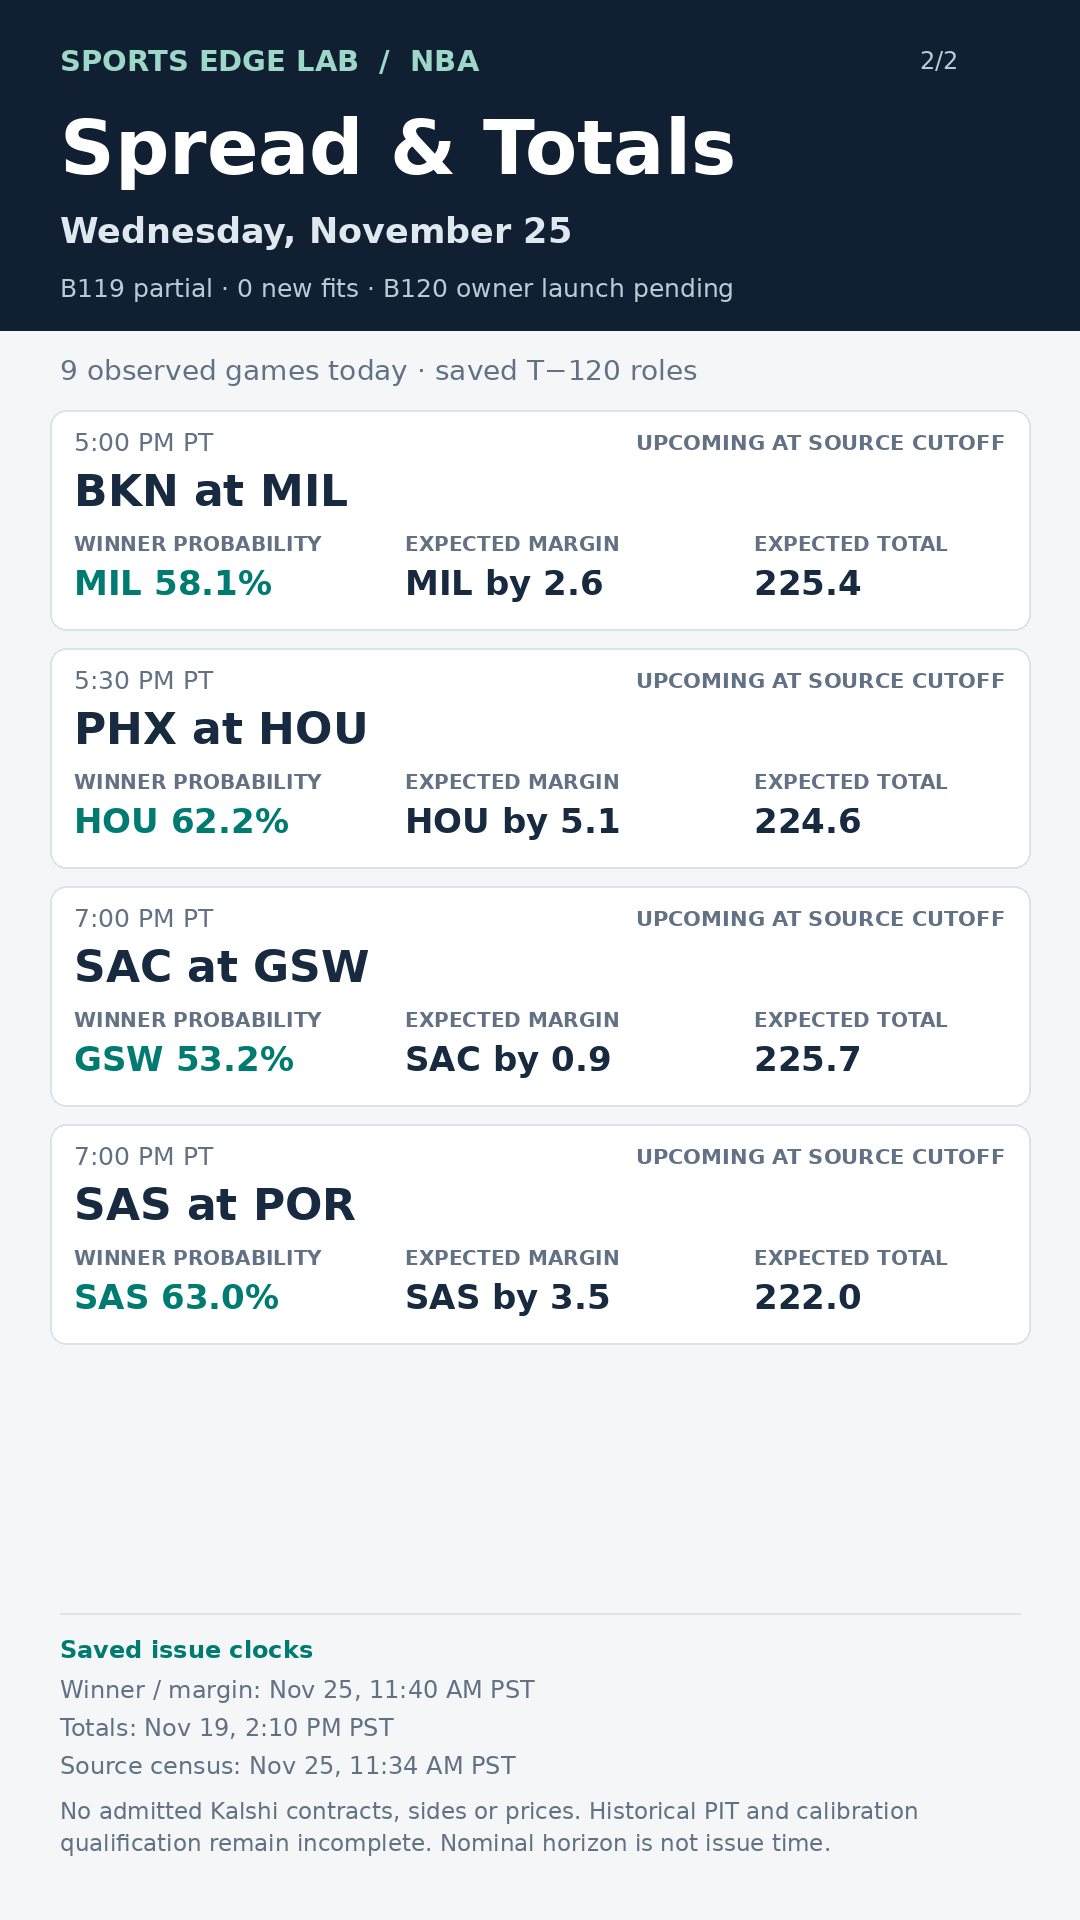 SPORTS EDGE LAB / NBA 2/2
Spread & Totals
Wednesday, November 25
B119 partial · 0 new fits · B120 owner launch pending
9 observed games today · saved T−120 roles
5:00 PM PT UPCOMING AT SOURCE CUTOFF
BKN at MIL
WINNER PROBABILITY EXPECTED MARGIN EXPECTED TOTAL
MIL 58.1% MIL by 2.6 225.4
5:30 PM PT UPCOMING AT SOURCE CUTOFF
PHX at HOU
WINNER PROBABILITY EXPECTED MARGIN EXPECTED TOTAL
HOU 62.2% HOU by 5.1 224.6
7:00 PM PT UPCOMING AT SOURCE CUTOFF
SAC at GSW
WINNER PROBABILITY EXPECTED MARGIN EXPECTED TOTAL
GSW 53.2% SAC by 0.9 225.7
7:00 PM PT UPCOMING AT SOURCE CUTOFF
SAS at POR
WINNER PROBABILITY EXPECTED MARGIN EXPECTED TOTAL
SAS 63.0% SAS by 3.5 222.0
Saved issue clocks
Winner / margin: Nov 25, 11:40 AM PST
Totals: Nov 19, 2:10 PM PST
Source census: Nov 25, 11:34 AM PST
No admitted Kalshi contracts, sides or prices. Historical PIT and calibration
qualification remain incomplete. Nominal horizon is not issue time.